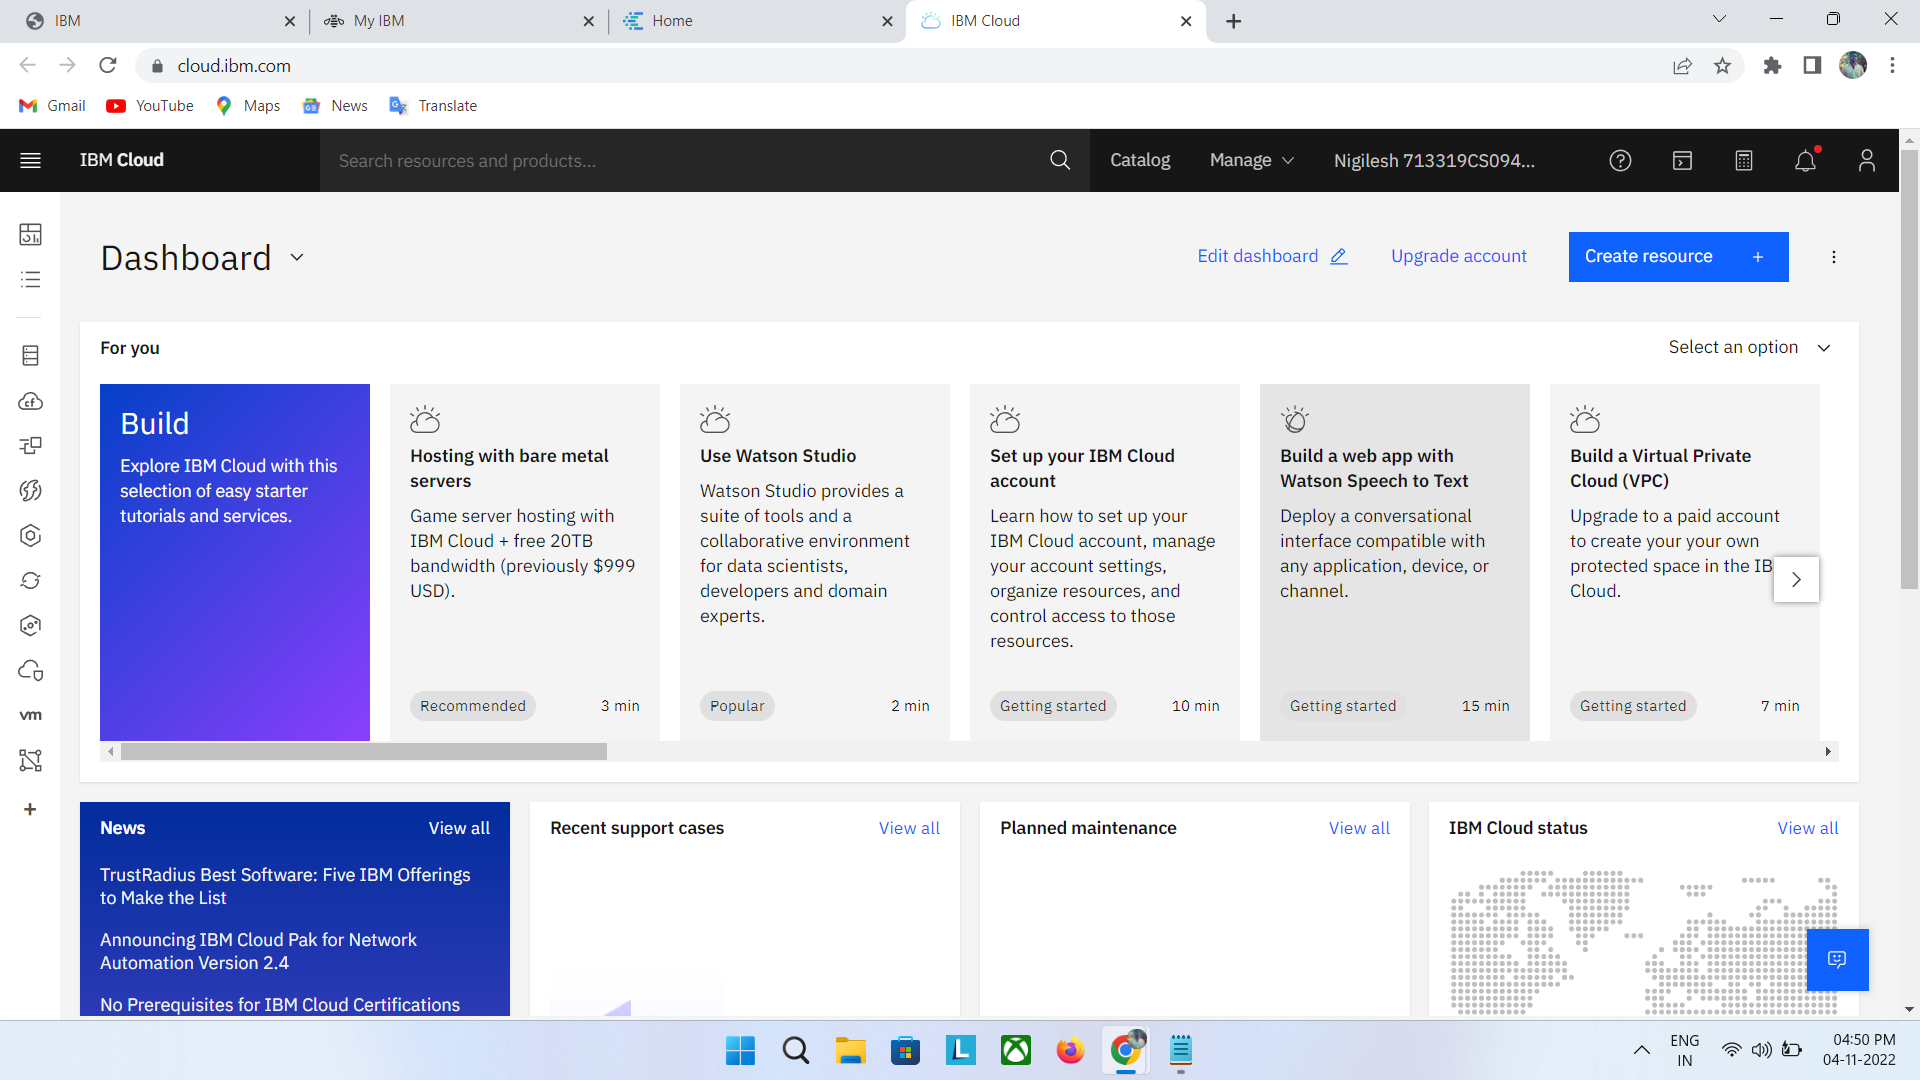 IBM
My IBM
Home
IBM Cloud
cloud.ibm.com
Gmail
YouTube
Maps
News
Translate
IBM Cloud
Search resources and products...
Catalog
Manage
Nigilesh 713319CS094...
Dashboard
Edit dashboard
Upgrade account
Create resource +
For you
Select an option
Build
Explore IBM Cloud with this
selection of easy starter
tutorials and services.
Hosting with bare metal
servers
Game server hosting with
IBM Cloud + free 20TB
bandwidth (previously $999
USD).
Recommended
3 min
Use Watson Studio
Watson Studio provides a
suite of tools and a
collaborative environment
for data scientists,
developers and domain
experts.
Popular
2 min
Set up your IBM Cloud
account
Learn how to set up your
IBM Cloud account, manage
your account settings,
organize resources, and
control access to those
resources.
Getting started
10 min
Build a web app with
Watson Speech to Text
Deploy a conversational
interface compatible with
any application, device, or
channel.
Getting started
15 min
Build a Virtual Private
Cloud (VPC)
Upgrade to a paid account
to create your your own
protected space in the IB
Cloud.
Getting started
7 min
cf
vm
News
View all
TrustRadius Best Software: Five IBM Offerings
to Make the List
Announcing IBM Cloud Pak for Network
Automation Version 2.4
No Prerequisites for IBM Cloud Certifications
Recent support cases
View all
Planned maintenance
View all
IBM Cloud status
View all
ENG
IN
04:50 PM
04-11-2022